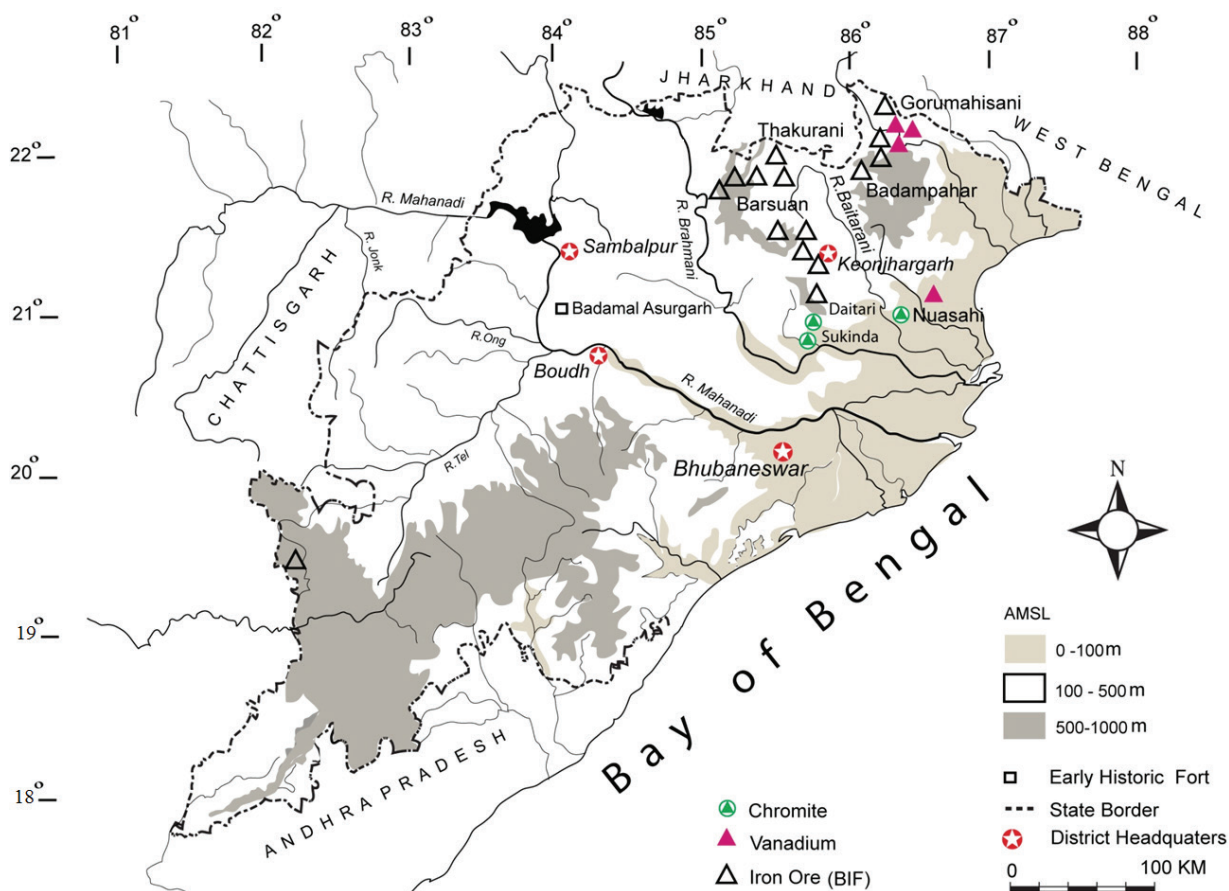 81° 82° 83° 84° 85° 86° 87° 88°
JHARKHAND
Gorumahisani
WEST BENGAL
Thakurani
22°
Badampahar
Barsuan
R. Mahanadi
R. Baitarani
R. Brahmani
R. Jonk
Sambalpur
Keonjhargarh
CHATTISGARH
21°
Badamal Asurgarh
Daitari
Nuasahi
Sukinda
R.Ong
Boudh
R. Mahanadi
R.Tel
20°
Bhubaneswar
N
Bay of Bengal
19°
AMSL
0 -100m
100 - 500m
500-1000m
18°
ANDHRA PRADESH
Early Historic Fort
State Border
District Headquaters
Chromite
Vanadium
Iron Ore (BIF)
0 100 KM